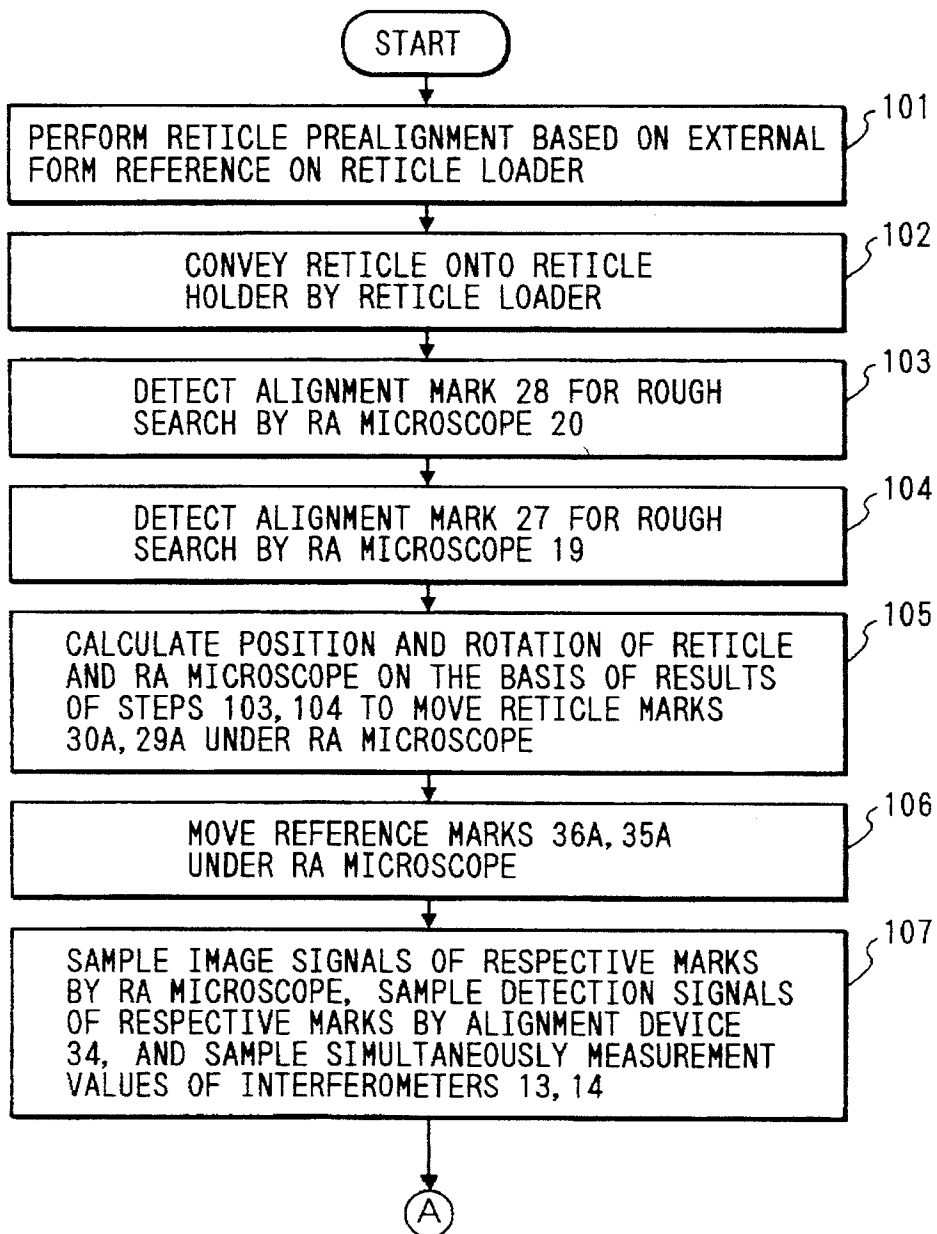 START
101
PERFORM RETICLE PREALIGNMENT BASED ON EXTERNAL
FORM REFERENCE ON RETICLE LOADER
102
CONVEY RETICLE ONTO RETICLE
HOLDER BY RETICLE LOADER
103
DETECT ALIGNMENT MARK 28 FOR ROUGH
SEARCH BY RA MICROSCOPE 20
104
DETECT ALIGNMENT MARK 27 FOR ROUGH
SEARCH BY RA MICROSCOPE 19
105
CALCULATE POSITION AND ROTATION OF RETICLE
AND RA MICROSCOPE ON THE BASIS OF RESULTS
OF STEPS 103, 104 TO MOVE RETICLE MARKS
30A, 29A UNDER RA MICROSCOPE
106
MOVE REFERENCE MARKS 36A, 35A
UNDER RA MICROSCOPE
107
SAMPLE IMAGE SIGNALS OF RESPECTIVE MARKS
BY RA MICROSCOPE, SAMPLE DETECTION SIGNALS
OF RESPECTIVE MARKS BY ALIGNMENT DEVICE
34, AND SAMPLE SIMULTANEOUSLY MEASUREMENT
VALUES OF INTERFEROMETERS 13, 14
A